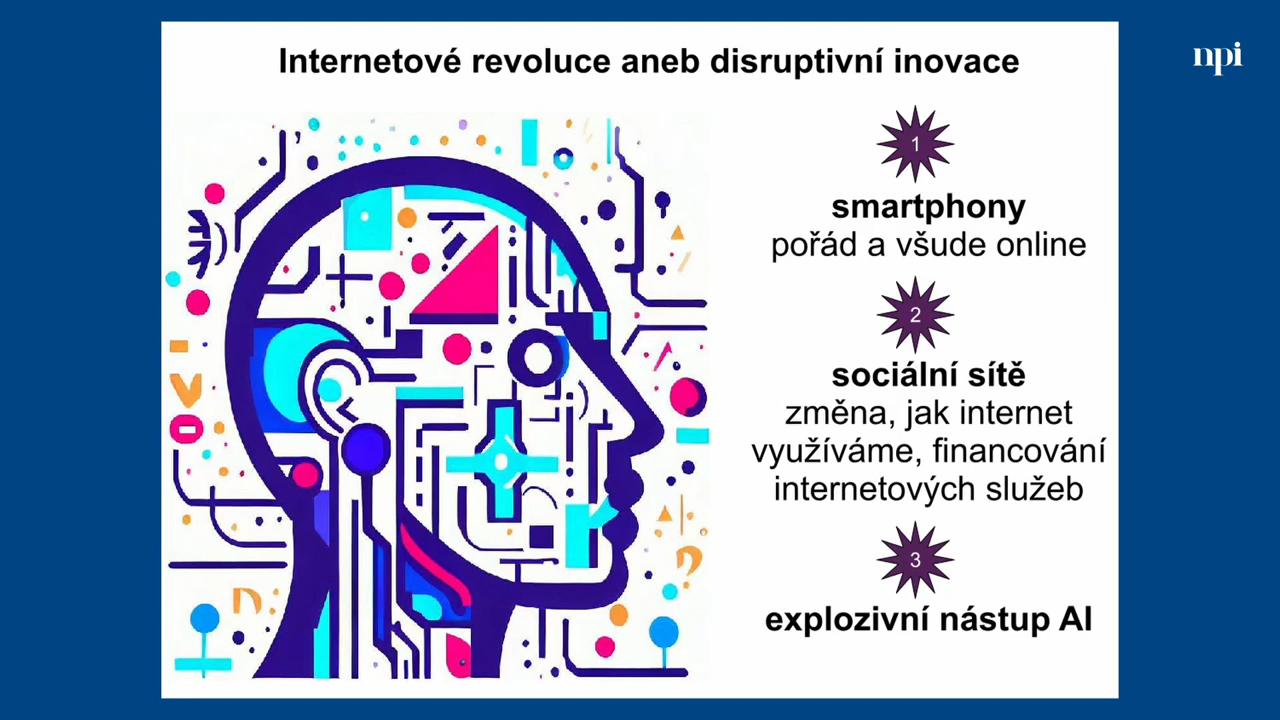 Internetové revoluce aneb disruptivní inovace
npi
1
smartphony
pořád a všude online
2
sociální sítě
změna, jak internet
využíváme, financování
internetových služeb
3
explozivní nástup AI